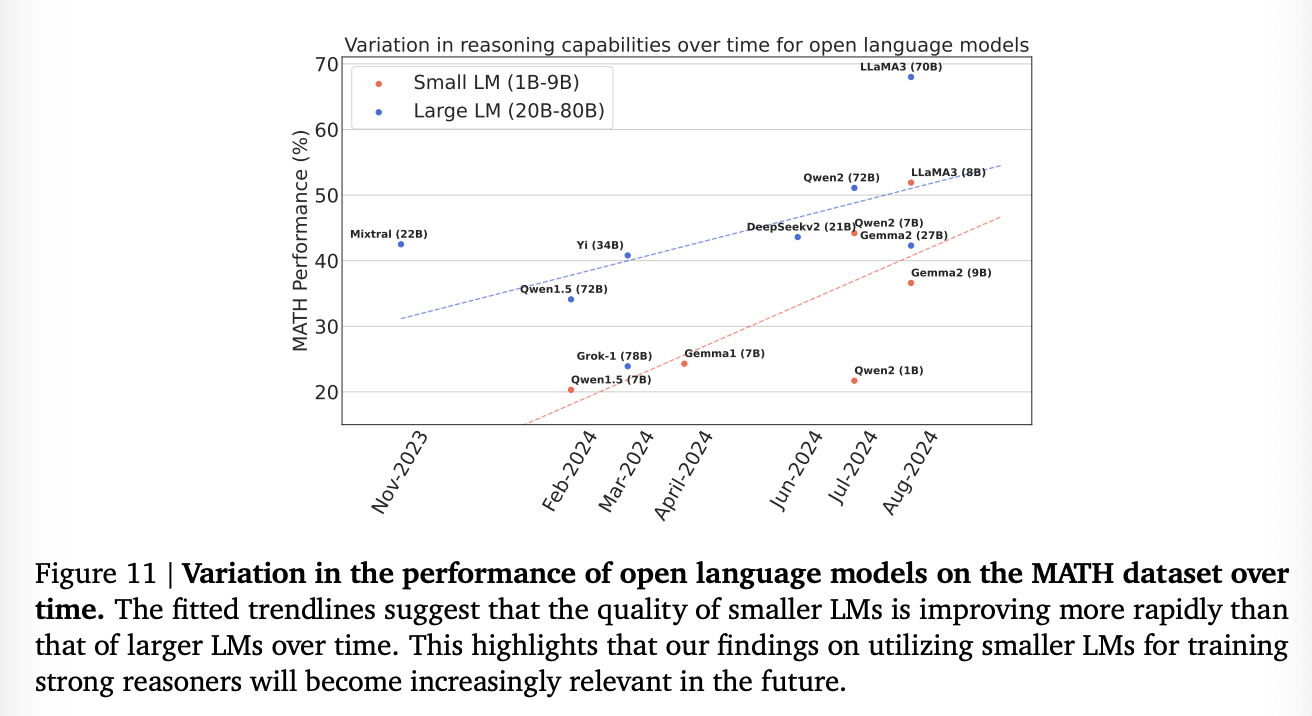 Variation in reasoning capabilities over time for open language models
Small LM (1B-9B)
Large LM (20B-80B)
MATH Performance (%)
70
60
50
40
30
20
LLaMA3 (70B)
LLaMA3 (8B)
Qwen2 (72B)
Mixtral (22B)
DeepSeekv2 (21B)
Qwen2 (7B)
Gemma2 (27B)
Yi (34B)
Gemma2 (9B)
Qwen1.5 (72B)
Grok-1 (78B)
Gemma1 (7B)
Qwen1.5 (7B)
Qwen2 (1B)
Nov-2023
Feb-2024
Mar-2024
April-2024
Jun-2024
Jul-2024
Aug-2024
Figure 11 | Variation in the performance of open language models on the MATH dataset over
time. The fitted trendlines suggest that the quality of smaller LMs is improving more rapidly than
that of larger LMs over time. This highlights that our findings on utilizing smaller LMs for training
strong reasoners will become increasingly relevant in the future.